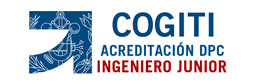 COGITI
ACREDITACIÓN DPC
INGENIERO JUNIOR